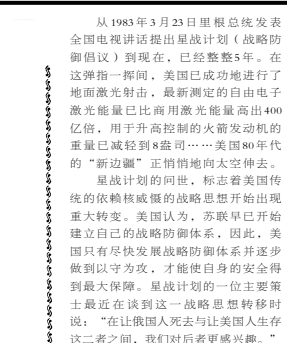 从1983年3月23日里根总统发表
全国电视讲话提出星战计划（战略防
御倡议）到现在，已经整整5年。在
这弹指一挥间，美国已成功地进行了
地面激光射击，最新测定的自由电子
激光能量已比商用激光能量高出400
亿倍，用于升高控制的火箭发动机的
重量已减轻到8盎司……美国80年代
的“新边疆”正悄悄地向太空伸去。
星战计划的问世，标志着美国传
统的依赖核威慑的战略思想开始出现
重大转变。美国认为，苏联早已开始
建立自己的战略防御体系，因此，美
国只有尽快发展战略防御体系并逐步
做到以守为攻，才能使自身的安全得
到最大保障。星战计划的一位主要策
士最近在谈到这一战略思想转移时
说：“在让俄国人死去与让美国人生存
这二者之间，我们对后者更感兴趣。”